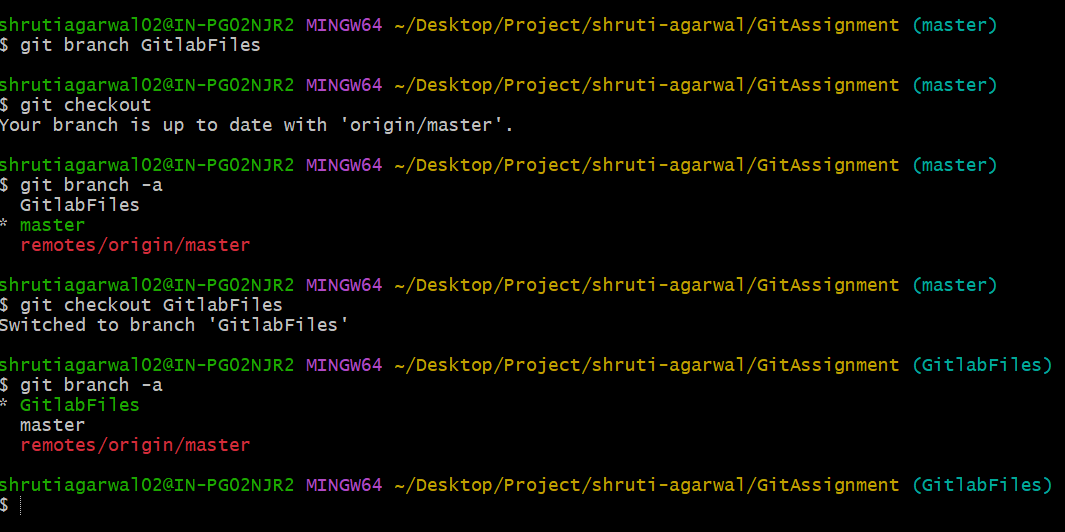 shrutiagarwal02@IN-PG02NJR2 MINGW64 ~/Desktop/Project/shruti-agarwal/GitAssignment (master)
$ git branch GitlabFiles
shrutiagarwal02@IN-PG02NJR2 MINGW64 ~/Desktop/Project/shruti-agarwal/GitAssignment (master)
$ git checkout
Your branch is up to date with 'origin/master'.
shrutiagarwal02@IN-PG02NJR2 MINGW64 ~/Desktop/Project/shruti-agarwal/GitAssignment (master)
$ git branch -a
  GitlabFiles
* master
  remotes/origin/master
shrutiagarwal02@IN-PG02NJR2 MINGW64 ~/Desktop/Project/shruti-agarwal/GitAssignment (master)
$ git checkout GitlabFiles
Switched to branch 'GitlabFiles'
shrutiagarwal02@IN-PG02NJR2 MINGW64 ~/Desktop/Project/shruti-agarwal/GitAssignment (GitlabFiles)
$ git branch -a
* GitlabFiles
  master
  remotes/origin/master
shrutiagarwal02@IN-PG02NJR2 MINGW64 ~/Desktop/Project/shruti-agarwal/GitAssignment (GitlabFiles)
$